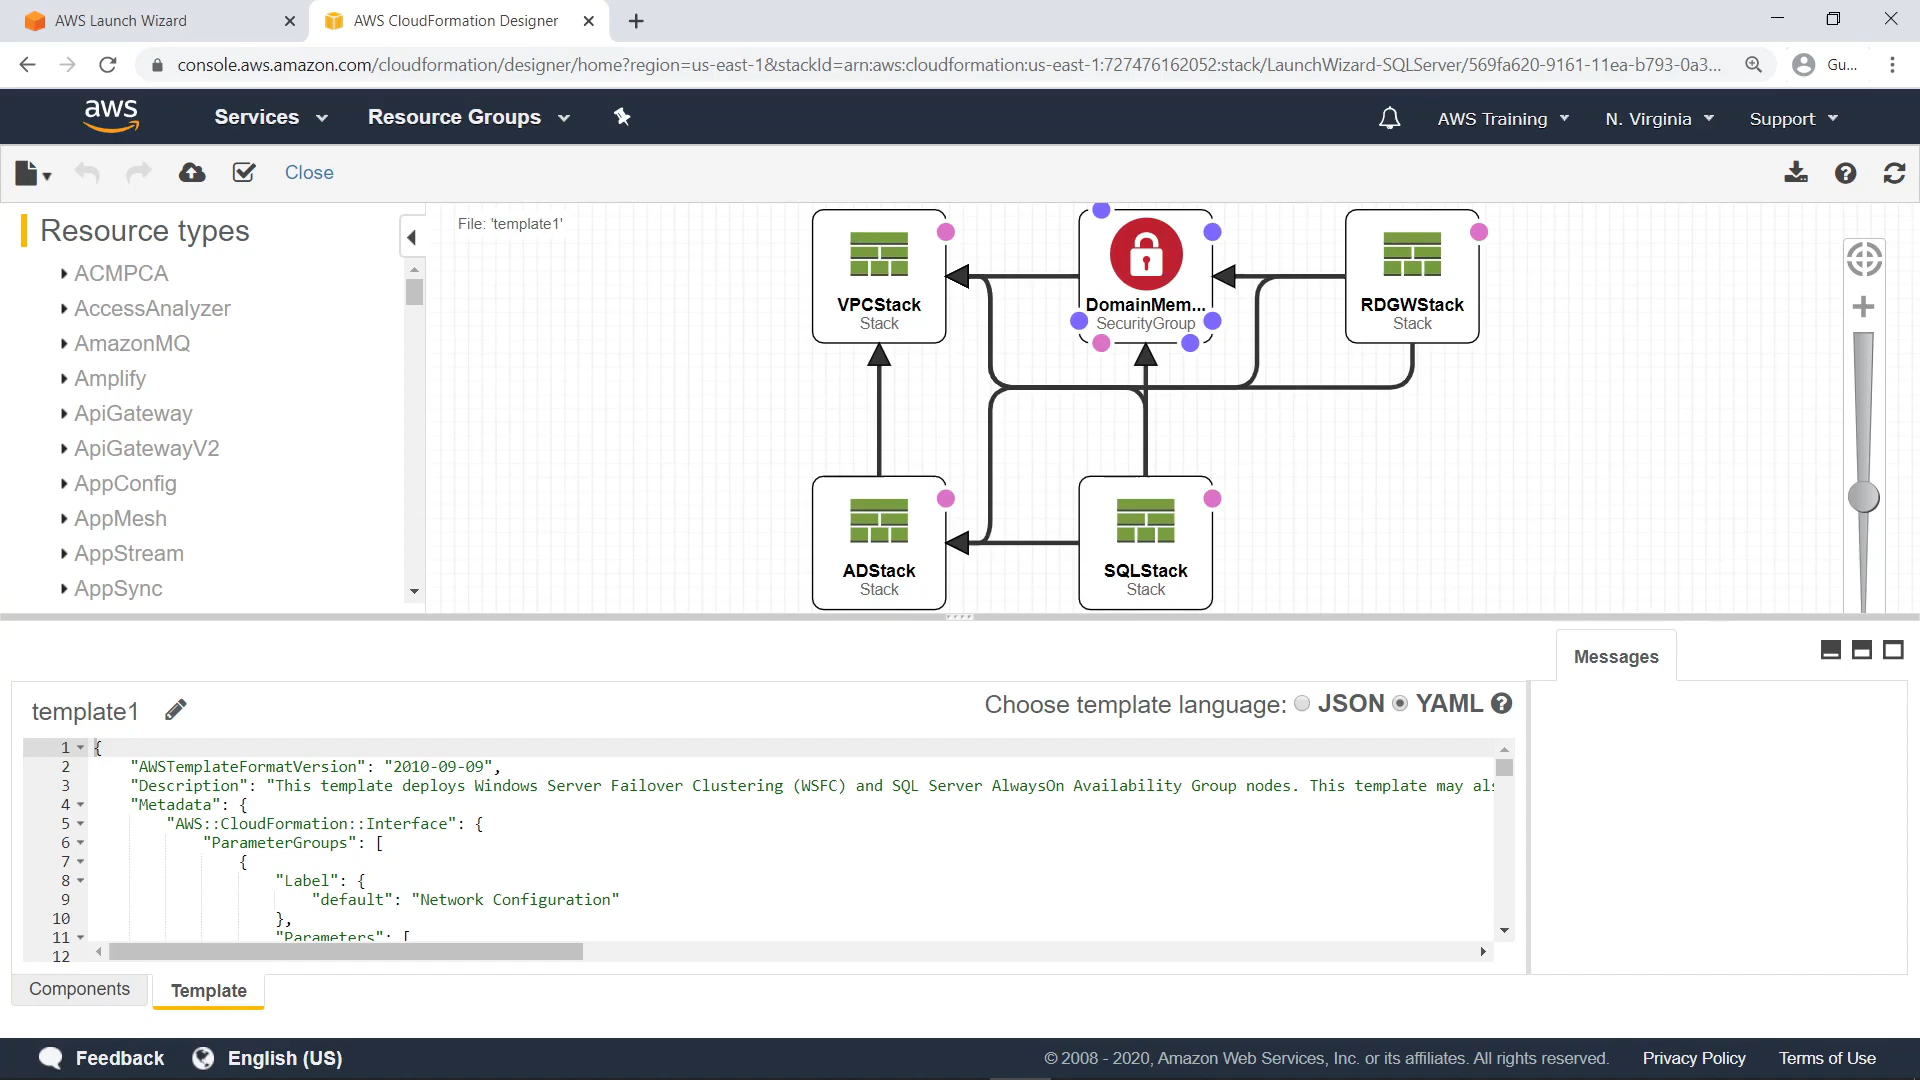 AWS Launch Wizard
AWS CloudFormation Designer
console.aws.amazon.com/cloudformation/designer/home?region=us-east-1&stackId=arn:aws:cloudformation:us-east-1:727476162052:stack/LaunchWizard-SQLServer/569fa620-9161-11ea-b793-0a3...
Gu...
aws
Services
Resource Groups
AWS Training
N. Virginia
Support
Close
Resource types
ACMPCA
AccessAnalyzer
AmazonMQ
Amplify
ApiGateway
ApiGatewayV2
AppConfig
AppMesh
AppStream
AppSync
File: 'template1'
VPCStack
Stack
DomainMem...
SecurityGroup
RDGWStack
Stack
ADStack
Stack
SQLStack
Stack
Messages
template1
Choose template language: JSON YAML
1 {
2 "AWSTemplateFormatVersion": "2010-09-09",
3 "Description": "This template deploys Windows Server Failover Clustering (WSFC) and SQL Server AlwaysOn Availability Group nodes. This template may als
4 "Metadata": {
5 "AWS::CloudFormation::Interface": {
6 "ParameterGroups": [
7 {
8 "Label": {
9 "default": "Network Configuration"
10 },
11 "Parameters": [
12
Components
Template
Feedback
English (US)
© 2008 - 2020, Amazon Web Services, Inc. or its affiliates. All rights reserved.
Privacy Policy
Terms of Use